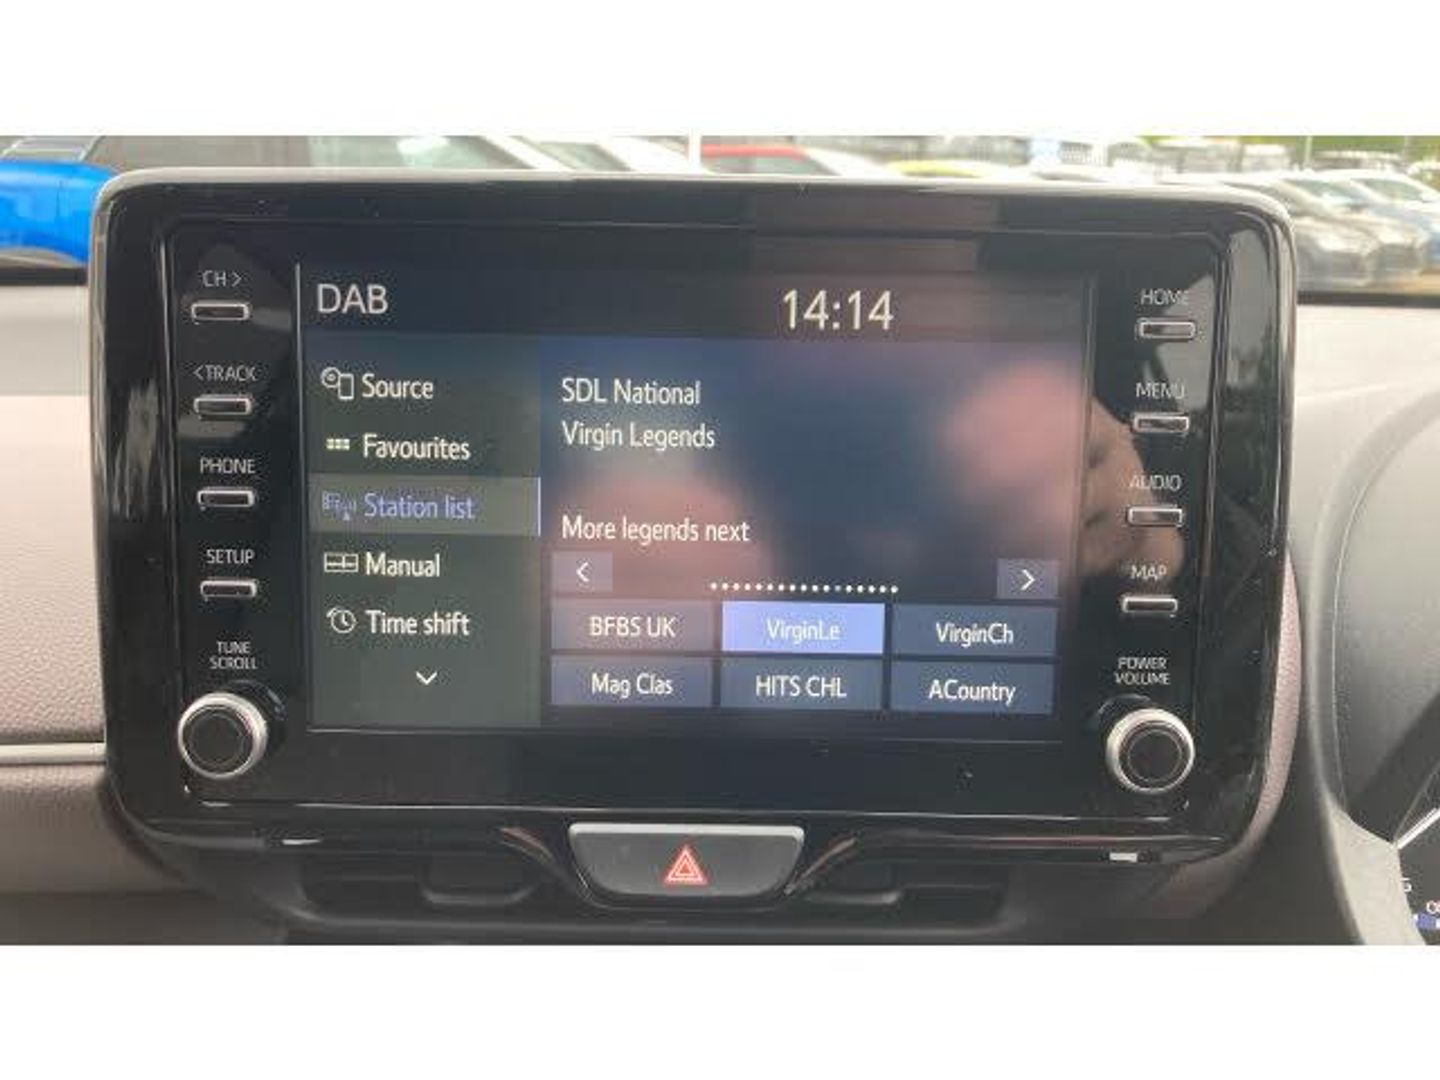 CH >
< TRACK
PHONE
SETUP
TUNE
SCROLL
DAB
14:14
Source
Favourites
Station list
Manual
Time shift
SDL National
Virgin Legends
More legends next
< >
BFBS UK VirginLe VirginCh
Mag Clas HITS CHL ACountry
HOME
MENU
AUDIO
MAP
POWER
VOLUME